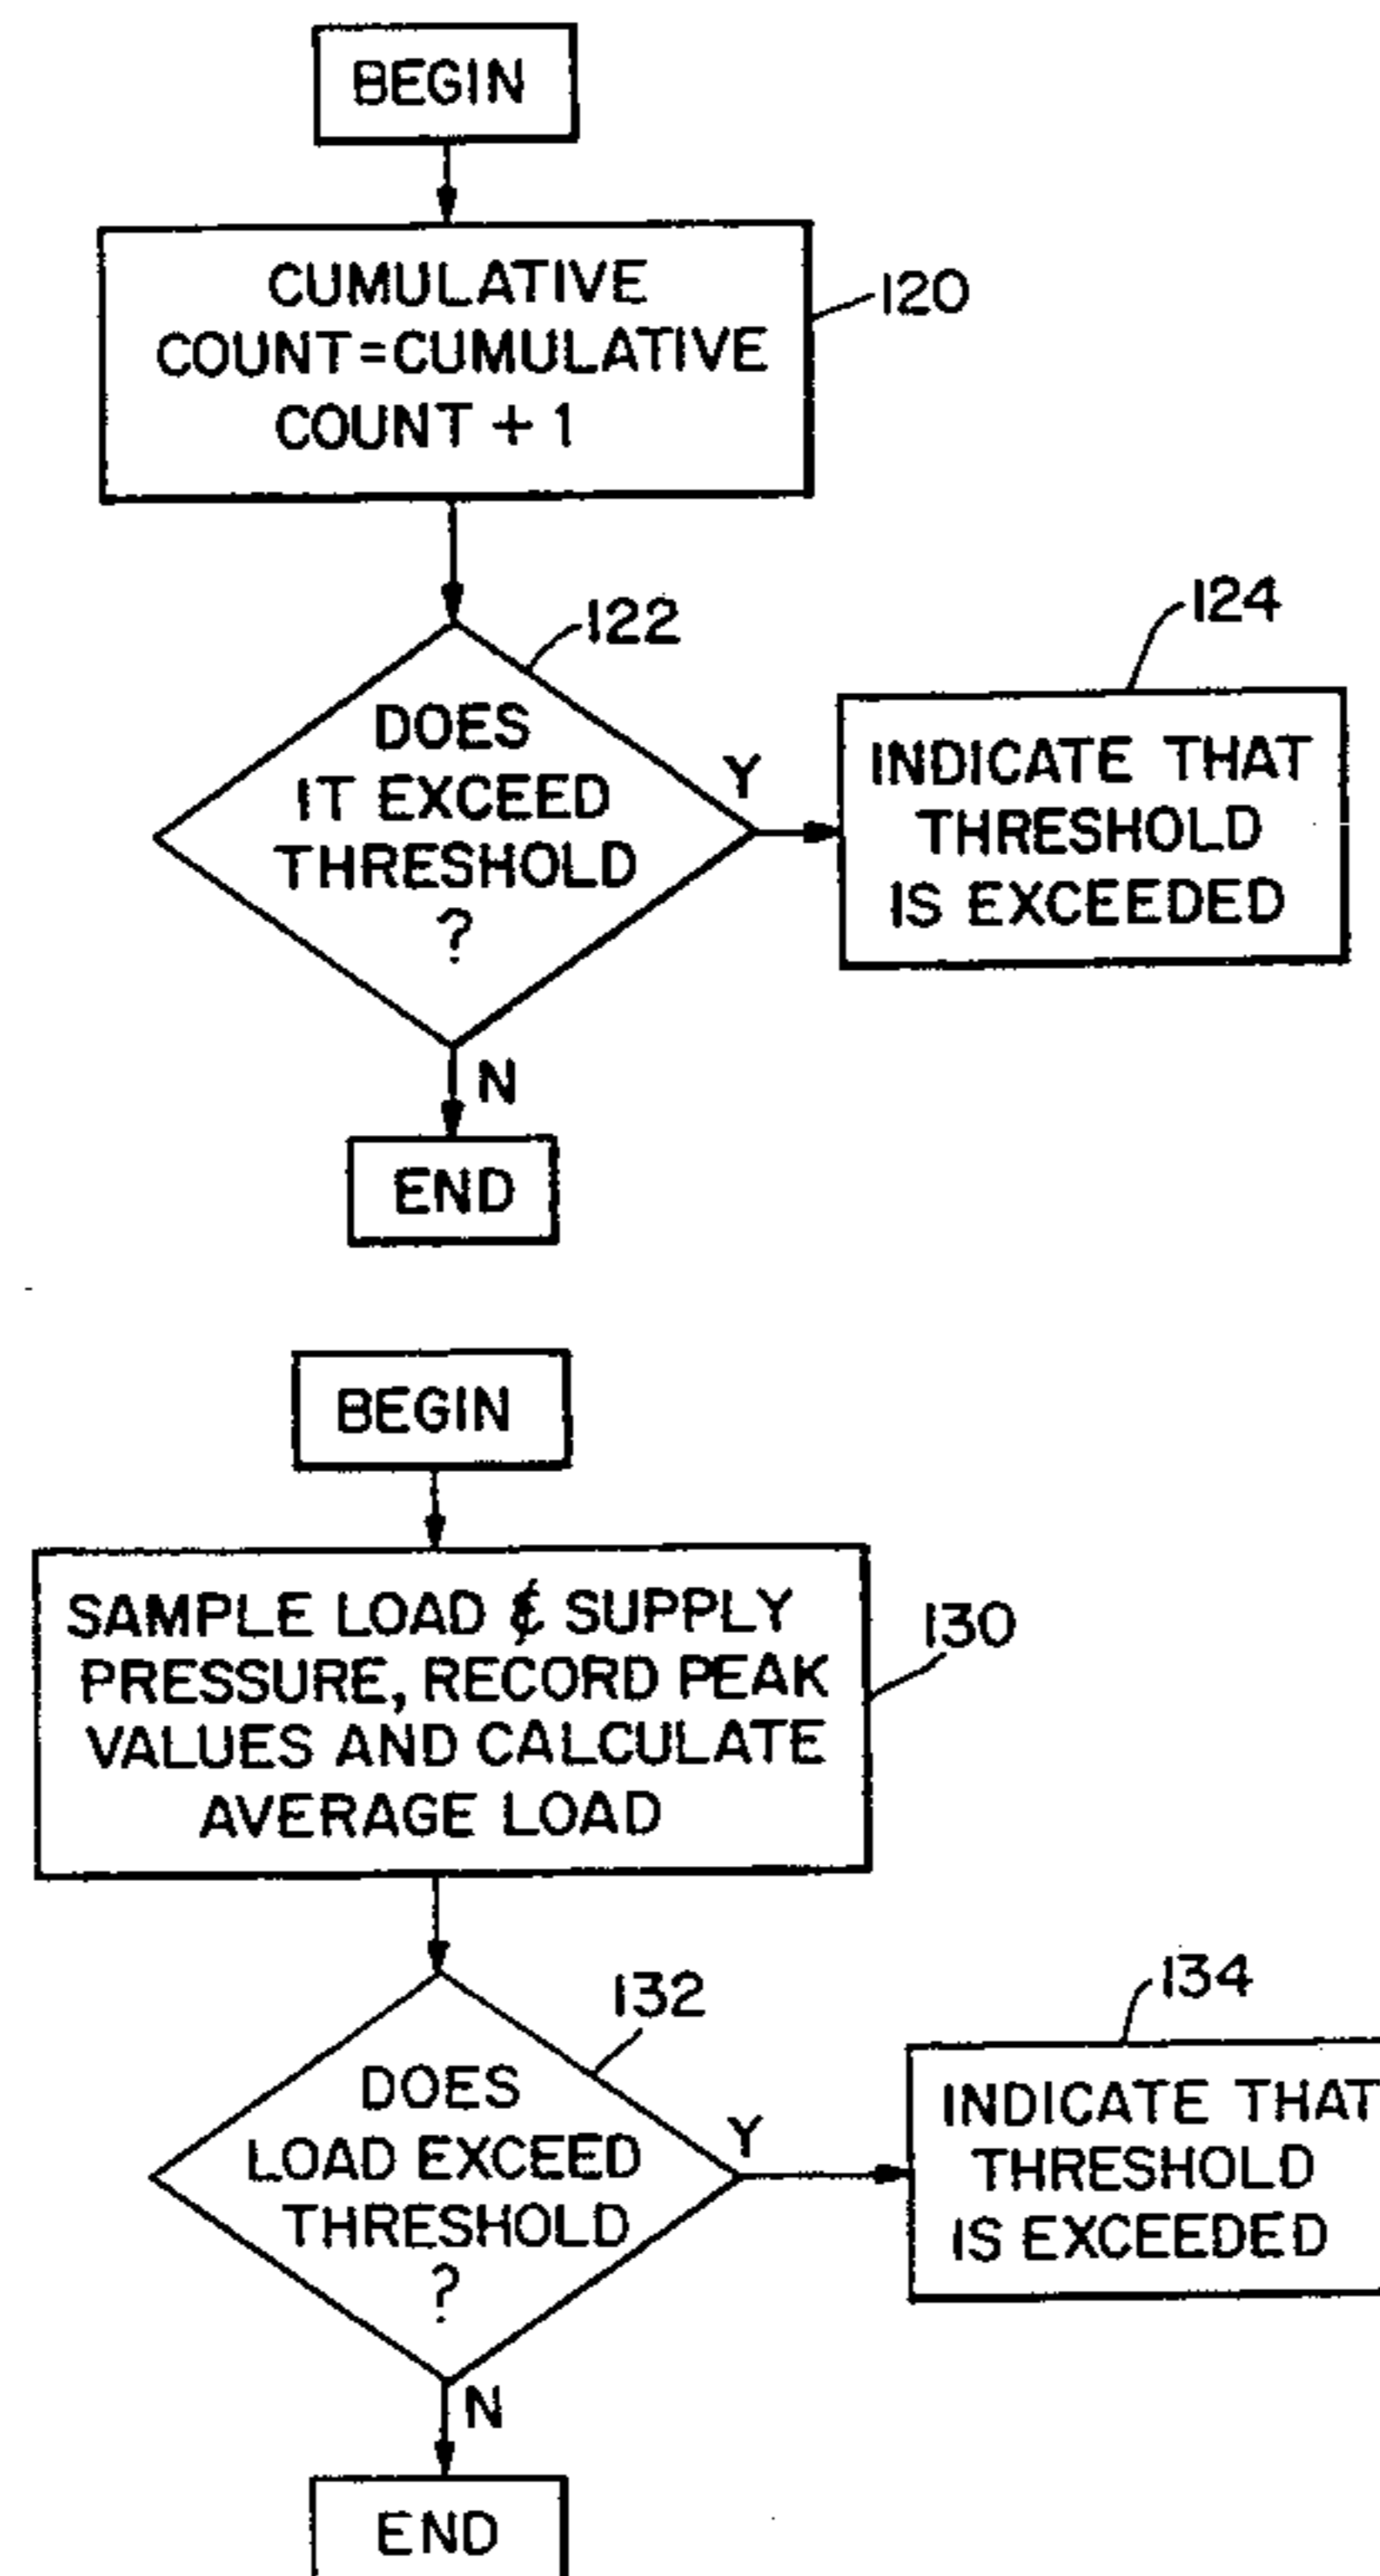 BEGIN
CUMULATIVE
COUNT=CUMULATIVE
COUNT + 1
120
122
DOES
IT EXCEED
THRESHOLD
?
Y
124
INDICATE THAT
THRESHOLD
IS EXCEEDED
N
END
BEGIN
SAMPLE LOAD & SUPPLY
PRESSURE, RECORD PEAK
VALUES AND CALCULATE
AVERAGE LOAD
130
132
DOES
LOAD EXCEED
THRESHOLD
?
Y
134
INDICATE THAT
THRESHOLD
IS EXCEEDED
N
END